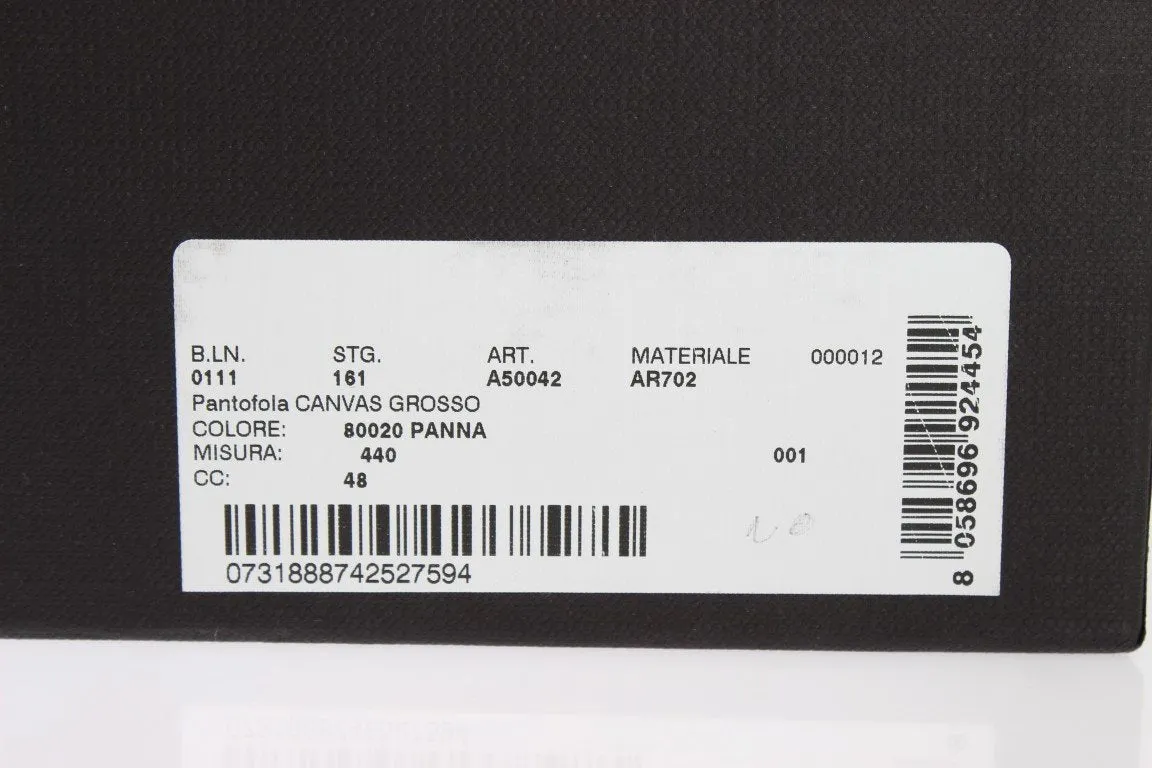 B.LN. STG. ART. MATERIALE 000012
0111 161 A50042 AR702
Pantofola CANVAS GROSSO
COLORE: 80020 PANNA
MISURA: 440 001
CC: 48
0731888742527594
8 058696 924454